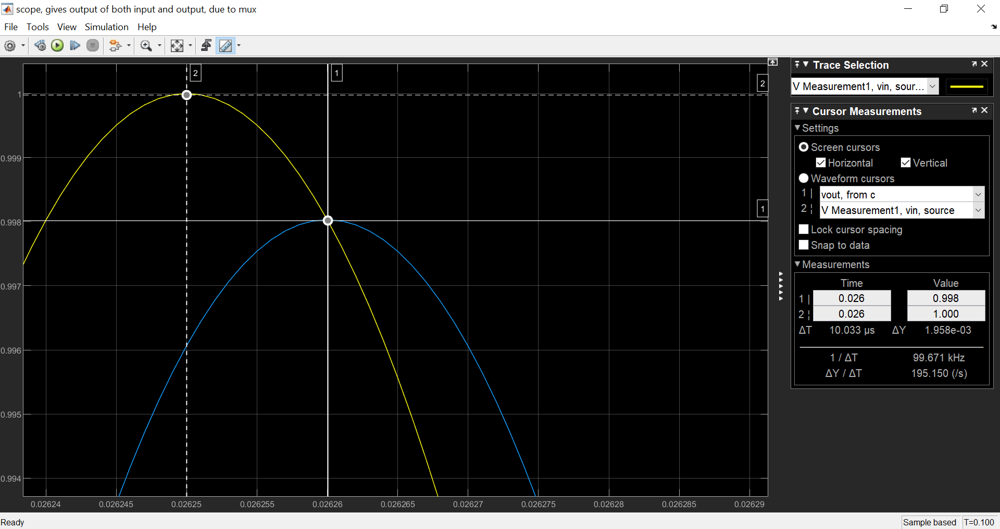 scope, gives output of both input and output, due to mux
File Tools View Simulation Help
2
1
2
1
1
0.999
0.998
0.997
0.996
0.995
0.994
0.02624 0.026245 0.02625 0.026255 0.02626 0.026265 0.02627 0.026275 0.02628 0.026285 0.02629
Trace Selection
V Measurement1, vin, sour...
Cursor Measurements
Settings
Screen cursors
Horizontal Vertical
Waveform cursors
1 | vout, from c
2 ¦ V Measurement1, vin, source
Lock cursor spacing
Snap to data
Measurements
Time Value
1 | 0.026 0.998
2 ¦ 0.026 1.000
ΔT 10.033 µs ΔY 1.958e-03
1 / ΔT 99.671 kHz
ΔY / ΔT 195.150 (/s)
Ready Sample based T=0.100